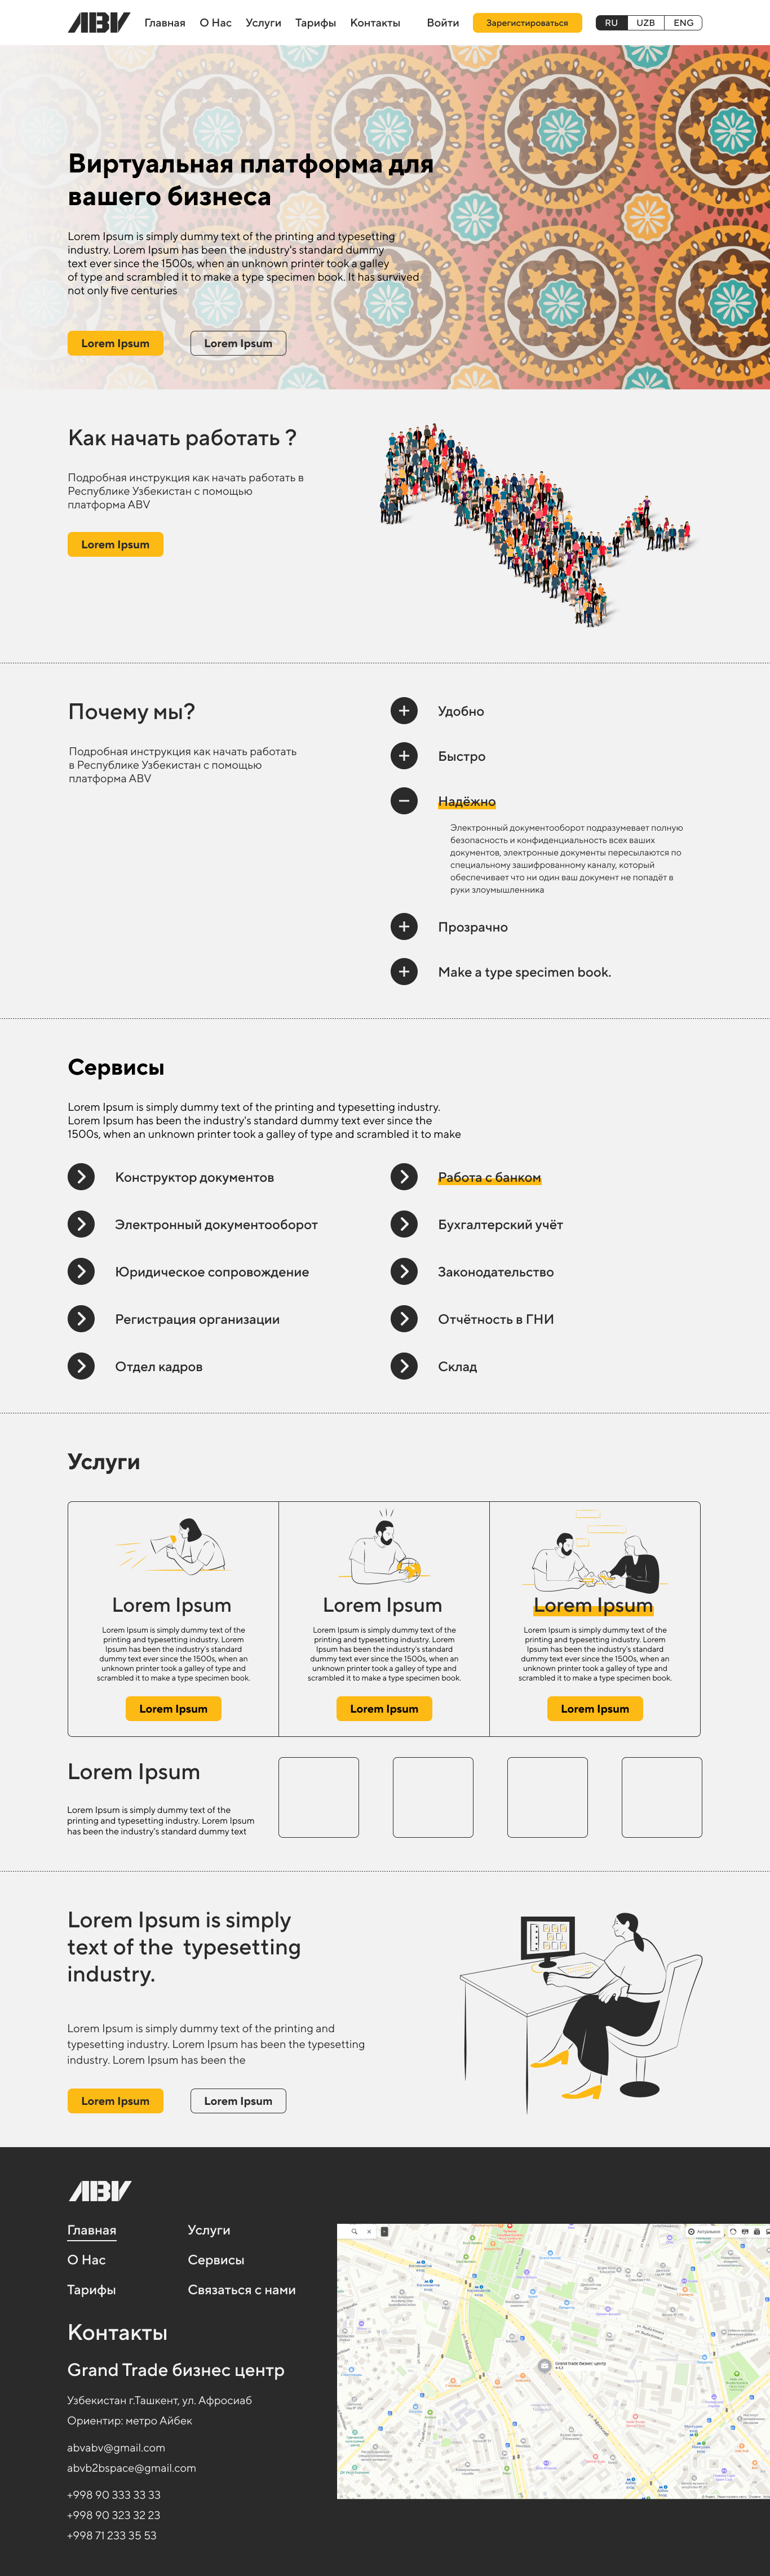 ABV
Главная
О Нас
Услуги
Тарифы
Контакты
Войти
Зарегистироваться
RU
UZB
ENG
Виртуальная платформа для
вашего бизнеса
Lorem Ipsum is simply dummy text of the printing and typesetting
industry. Lorem Ipsum has been the industry's standard dummy
text ever since the 1500s, when an unknown printer took a galley
of type and scrambled it to make a type specimen book. It has survived
not only five centuries
Lorem Ipsum
Lorem Ipsum
Как начать работать ?
Подробная инструкция как начать работать в
Республике Узбекистан с помощью
платформа ABV
Lorem Ipsum
Почему мы?
Подробная инструкция как начать работать
в Республике Узбекистан с помощью
платформа ABV
Удобно
Быстро
Надёжно
Электронный документооборот подразумевает полную
безопасность и конфиденциальность всех ваших
документов, электронные документы пересылаются по
специальному зашифрованному каналу, который
обеспечивает что ни один ваш документ не попадёт в
руки злоумышленника
Прозрачно
Make a type specimen book.
Сервисы
Lorem Ipsum is simply dummy text of the printing and typesetting industry.
Lorem Ipsum has been the industry's standard dummy text ever since the
1500s, when an unknown printer took a galley of type and scrambled it to make
Конструктор документов
Электронный документооборот
Юридическое сопровождение
Регистрация организации
Отдел кадров
Работа с банком
Бухгалтерский учёт
Законодательство
Отчётность в ГНИ
Склад
Услуги
Lorem Ipsum
Lorem Ipsum is simply dummy text of the
printing and typesetting industry. Lorem
Ipsum has been the industry's standard
dummy text ever since the 1500s, when an
unknown printer took a galley of type and
scrambled it to make a type specimen book.
Lorem Ipsum
Lorem Ipsum
Lorem Ipsum is simply dummy text of the
printing and typesetting industry. Lorem
Ipsum has been the industry's standard
dummy text ever since the 1500s, when an
unknown printer took a galley of type and
scrambled it to make a type specimen book.
Lorem Ipsum
Lorem Ipsum
Lorem Ipsum is simply dummy text of the
printing and typesetting industry. Lorem
Ipsum has been the industry's standard
dummy text ever since the 1500s, when an
unknown printer took a galley of type and
scrambled it to make a type specimen book.
Lorem Ipsum
Lorem Ipsum
Lorem Ipsum is simply dummy text of the
printing and typesetting industry. Lorem Ipsum
has been the industry's standard dummy text
Lorem Ipsum is simply
text of the typesetting
industry.
Lorem Ipsum is simply dummy text of the printing and
typesetting industry. Lorem Ipsum has been the typesetting
industry. Lorem Ipsum has been the
Lorem Ipsum
Lorem Ipsum
ABV
Главная
О Нас
Тарифы
Услуги
Сервисы
Связаться с нами
Контакты
Grand Trade бизнес центр
Узбекистан г.Ташкент, ул. Афросиаб
Ориентир: метро Айбек
abvabv@gmail.com
abvb2bspace@gmail.com
+998 90 333 33 33
+998 90 323 32 23
+998 71 233 35 53
Grand Trade бизнес-центр